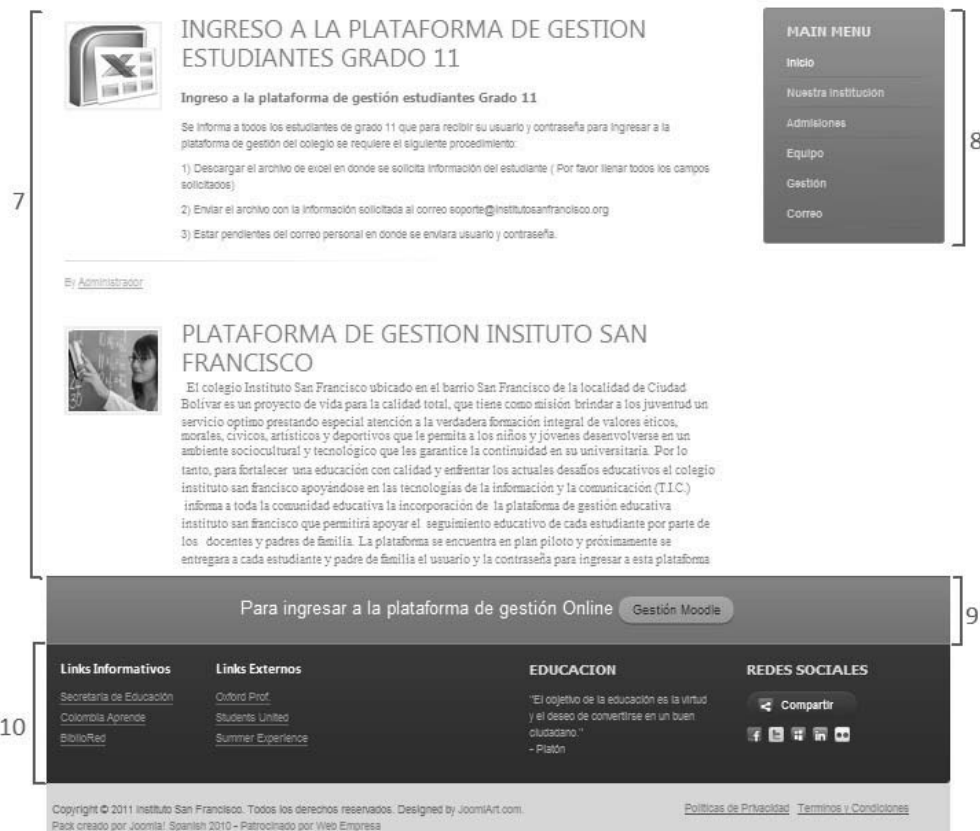 7
INGRESO A LA PLATAFORMA DE GESTION
ESTUDIANTES GRADO 11
Ingreso a la plataforma de gestión estudiantes Grado 11
Se informa a todos los estudiantes de grado 11 que para recibir su usuario y contraseña para ingresar a la
plataforma de gestión del colegio se requiere el siguiente procedimiento:
1) Descargar el archivo de excel en donde se solicita información del estudiante ( Por favor llenar todos los campos
solicitados)
2) Enviar el archivo con la información solicitada al correo soporte@institutosanfrancisco.org
3) Estar pendientes del correo personal en donde se enviara usuario y contraseña.
By Administrador
PLATAFORMA DE GESTION INSITUTO SAN
FRANCISCO
El colegio Instituto San Francisco ubicado en el barrio San Francisco de la localidad de Ciudad
Bolívar es un proyecto de vida para la calidad total, que tiene como misión brindar a los juventud un
servicio optimo prestando especial atención a la verdadera formación integral de valores éticos,
morales, cívicos, artísticos y deportivos que le permita a los niños y jóvenes desenvolverse en un
ambiente sociocultural y tecnológico que les garantice la continuidad en su universitaria. Por lo
tanto, para fortalecer una educación con calidad y enfrentar los actuales desafíos educativos el colegio
instituto san francisco apoyándose en las tecnologías de la información y la comunicación (T.I.C.)
informa a toda la comunidad educativa la incorporación de la plataforma de gestión educativa
instituto san francisco que permitirá apoyar el seguimiento educativo de cada estudiante por parte de
los docentes y padres de familia. La plataforma se encuentra en plan piloto y próximamente se
entregara a cada estudiante y padre de familia el usuario y la contraseña para ingresar a esta plataforma
MAIN MENU
Inicio
Nuestra Institución
Admisiones
Equipo
Gestión
Correo
8
Para ingresar a la plataforma de gestión Online Gestión Moodle
9
10
Links Informativos
Secretaria de Educación
Colombia Aprende
BiblioRed
Links Externos
Oxford Prof.
Students United
Summer Experience
EDUCACION
"El objetivo de la educación es la virtud
y el deseo de convertirse en un buen
ciudadano."
- Platón
REDES SOCIALES
Compartir
Copyright © 2011 Instituto San Francisco. Todos los derechos reservados. Designed by JoomlArt.com.
Pack creado por Joomla! Spanish 2010 - Patrocinado por Web Empresa
Políticas de Privacidad Terminos y Condiciones